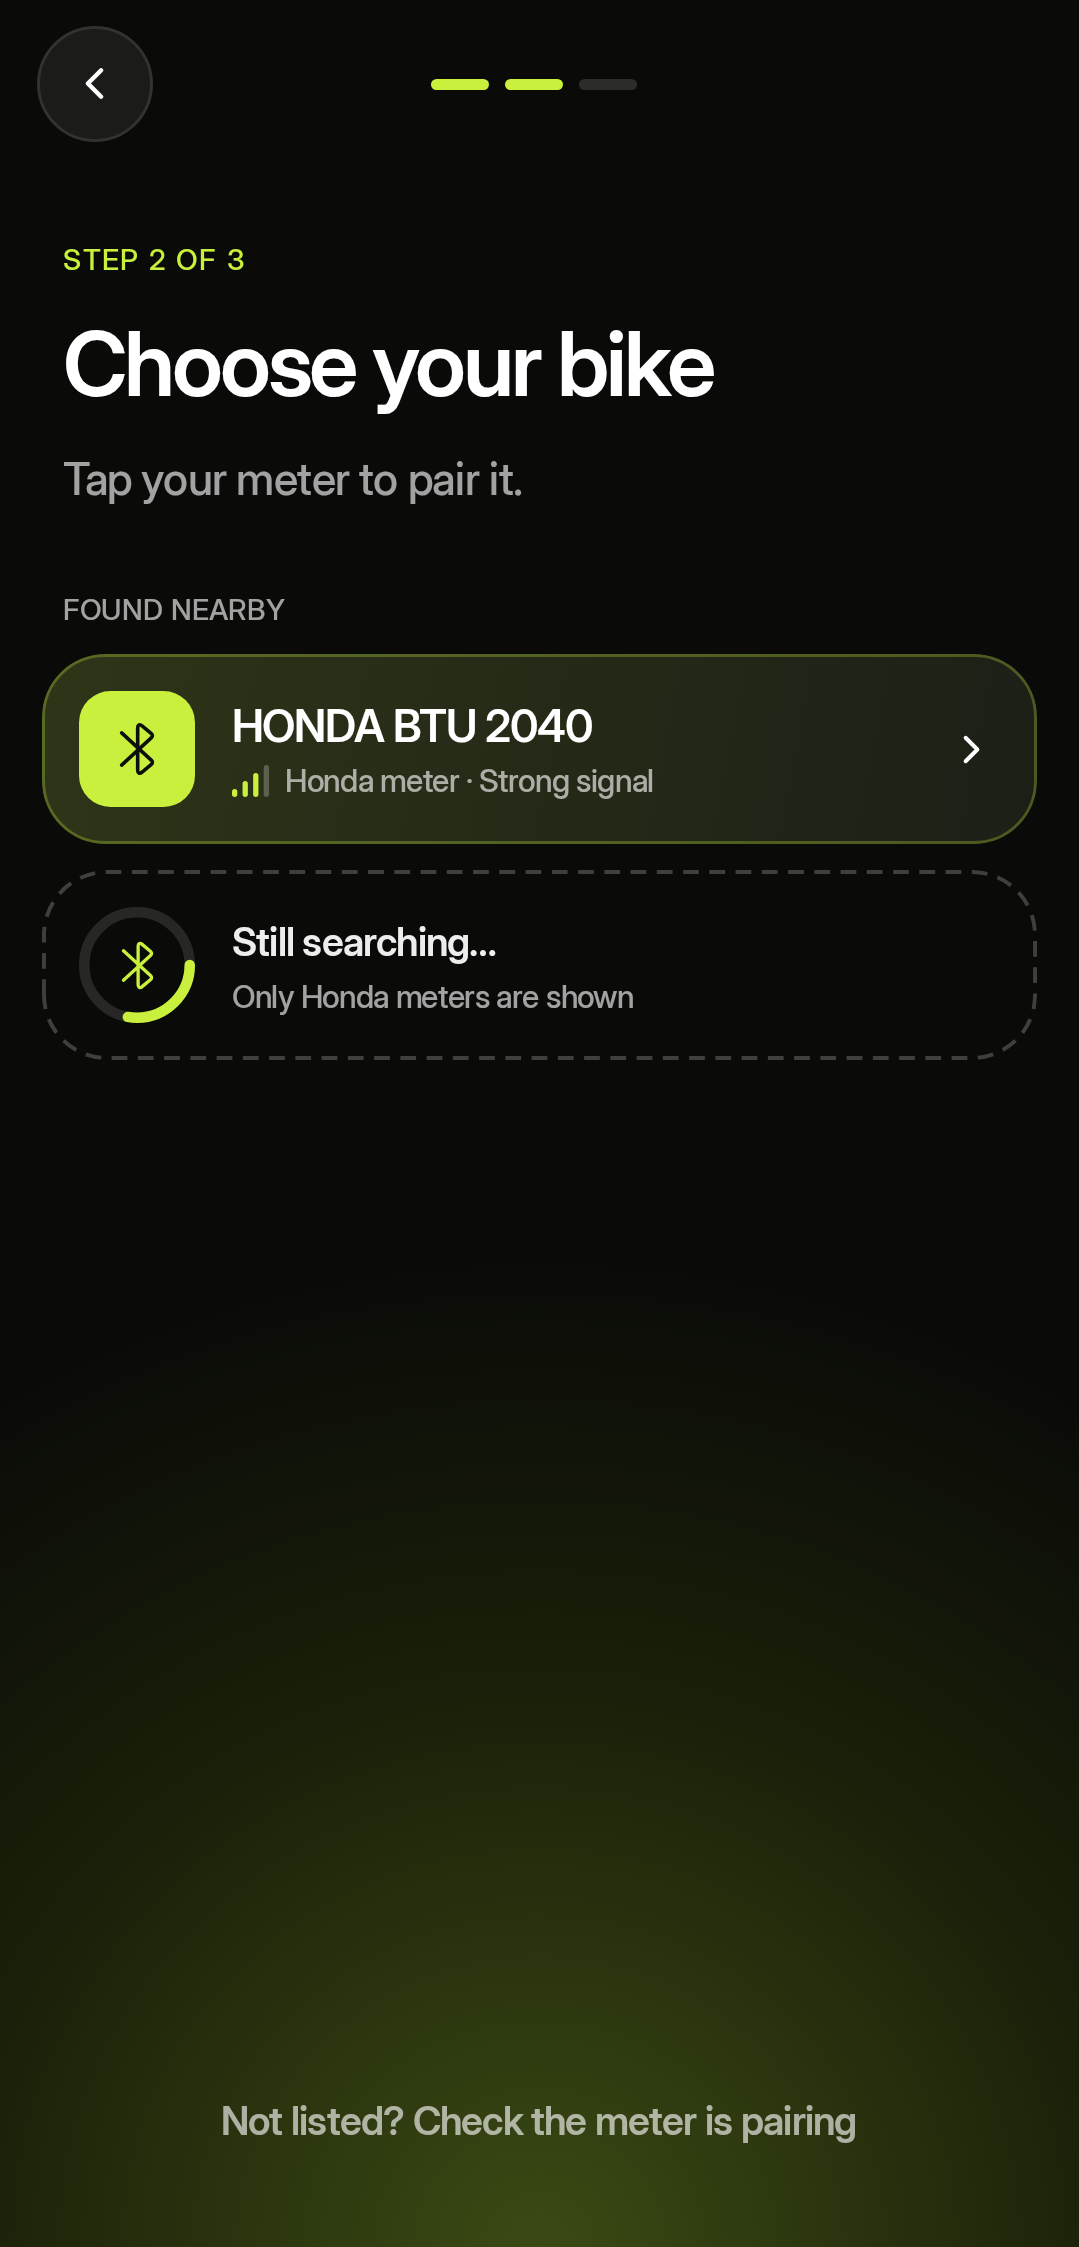 STEP 2 OF 3
Choose your bike
Tap your meter to pair it.
FOUND NEARBY
HONDA BTU 2040
Honda meter · Strong signal
Still searching...
Only Honda meters are shown
Not listed? Check the meter is pairing